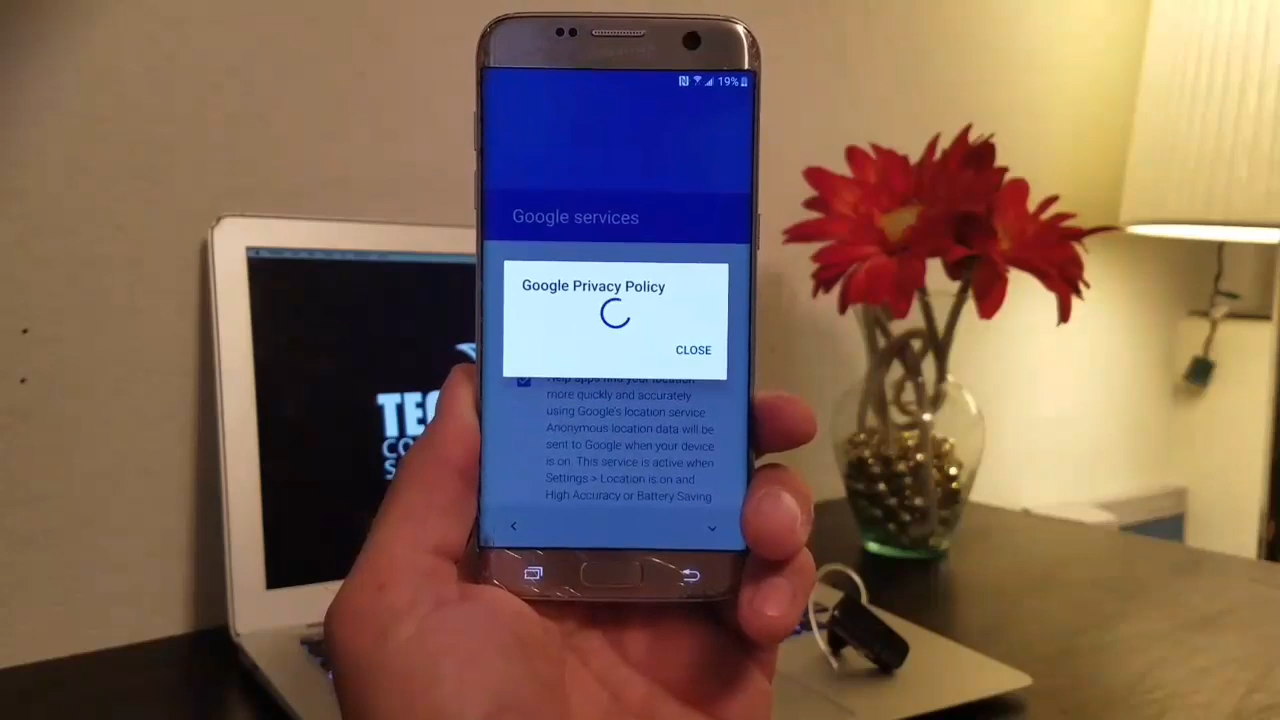 19%
Google services
Google Privacy Policy
CLOSE
Help apps find your location
more quickly and accurately
using Google's location service.
Anonymous location data will be
sent to Google when your device
is on. This service is active when
Settings > Location is on and
High Accuracy or Battery Saving